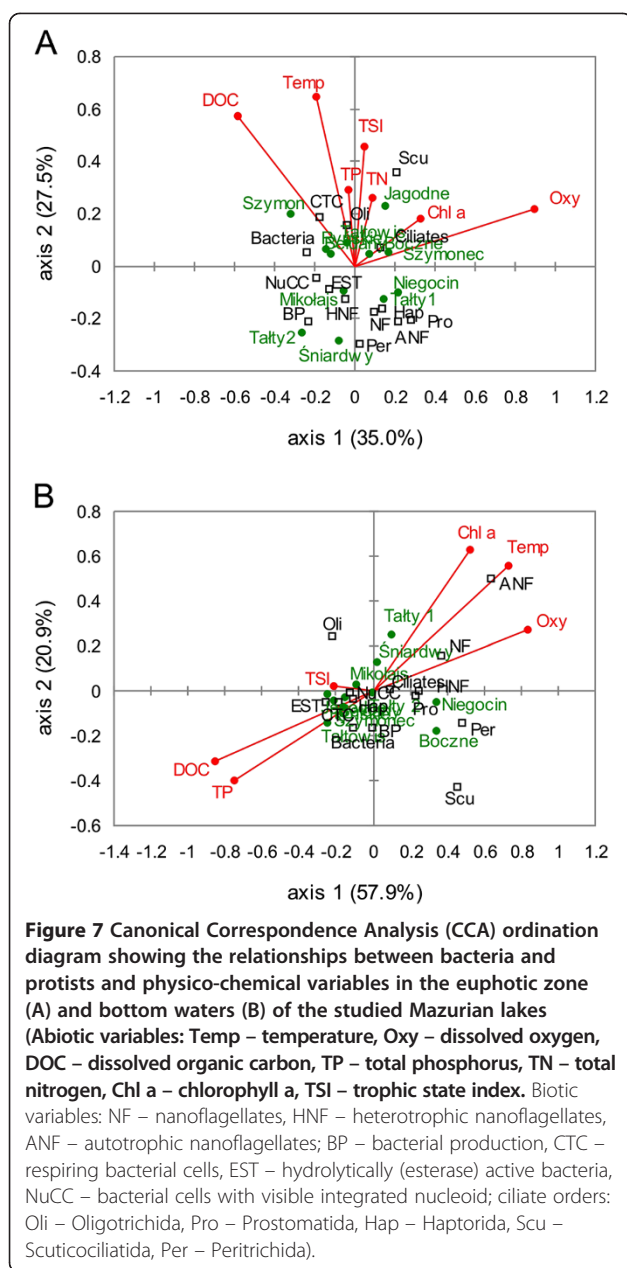 A
0.8
0.6
0.4
0.2
0
-0.2
-0.4
axis 2 (27.5%)
Temp
DOC
TSI
Scu
TP
TN
Jagodne
Oxy
Szymon
CTC
Oli
Chl a
Bacteria
Ciliates
Boczne
Szymonec
NuCC
EST
Niegocin
Mikołajs
Tałty1
BP
HNF
Hap
NF
Pro
Tałty2
Śniardwy
Per
ANF
-1.2 -1 -0.8 -0.6 -0.4 -0.2 0 0.2 0.4 0.6 0.8 1 1.2
axis 1 (35.0%)
B
0.8
0.6
0.4
0.2
0
-0.2
-0.4
-0.6
axis 2 (20.9%)
Chl a
Temp
ANF
Oxy
Oli
Tałty 1
NF
Śniardwy
Mikołajs
TSI
Ciliates
NuCC
HNF
EST
Hap
Pro
Niegocin
CTC
Szymonec
Per
Tałtowis
BP
Boczne
Bacteria
DOC
TP
Scu
-1.4 -1.2 -1 -0.8 -0.6 -0.4 -0.2 0 0.2 0.4 0.6 0.8 1 1.2
axis 1 (57.9%)
Figure 7 Canonical Correspondence Analysis (CCA) ordination
diagram showing the relationships between bacteria and
protists and physico-chemical variables in the euphotic zone
(A) and bottom waters (B) of the studied Mazurian lakes
(Abiotic variables: Temp – temperature, Oxy – dissolved oxygen,
DOC – dissolved organic carbon, TP – total phosphorus, TN – total
nitrogen, Chl a – chlorophyll a, TSI – trophic state index. Biotic
variables: NF – nanoflagellates, HNF – heterotrophic nanoflagellates,
ANF – autotrophic nanoflagellates; BP – bacterial production, CTC –
respiring bacterial cells, EST – hydrolytically (esterase) active bacteria,
NuCC – bacterial cells with visible integrated nucleoid; ciliate orders:
Oli – Oligotrichida, Pro – Prostomatida, Hap – Haptorida, Scu –
Scuticociliatida, Per – Peritrichida).